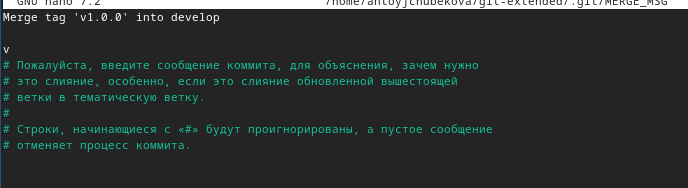 GNU nano 7.2 /home/antoyjchubekova/git-extended/.git/MERGE_MSG
Merge tag 'v1.0.0' into develop
v
# Пожалуйста, введите сообщение коммита, для объяснения, зачем нужно
# это слияние, особенно, если это слияние обновленной вышестоящей
# ветки в тематическую ветку.
#
# Строки, начинающиеся с «#» будут проигнорированы, а пустое сообщение
# отменяет процесс коммита.